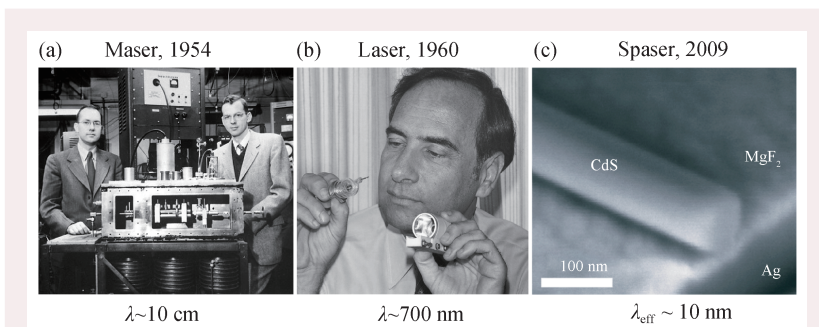 (a) Maser, 1954
(b) Laser, 1960
(c) Spaser, 2009
CdS
MgF₂
100 nm
Ag
λ~10 cm
λ~700 nm
λeff ~ 10 nm